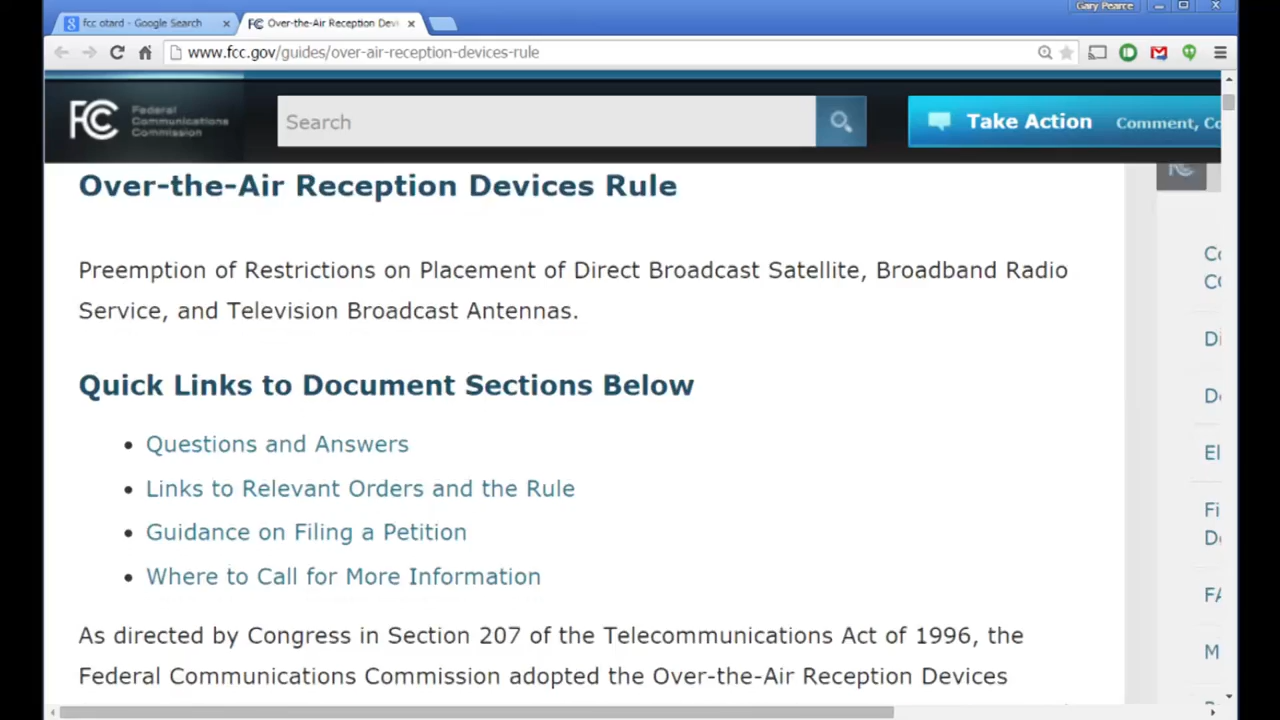 Gary Pearce
fcc otard - Google Search
Over-the-Air Reception Devi
www.fcc.gov/guides/over-air-reception-devices-rule
FCC
Federal
Communications
Commission
Search
Take Action
Comment, Co
Over-the-Air Reception Devices Rule
Preemption of Restrictions on Placement of Direct Broadcast Satellite, Broadband Radio
Service, and Television Broadcast Antennas.
Quick Links to Document Sections Below
• Questions and Answers
• Links to Relevant Orders and the Rule
• Guidance on Filing a Petition
• Where to Call for More Information
As directed by Congress in Section 207 of the Telecommunications Act of 1996, the
Federal Communications Commission adopted the Over-the-Air Reception Devices
Di
El
Fi
FA
M